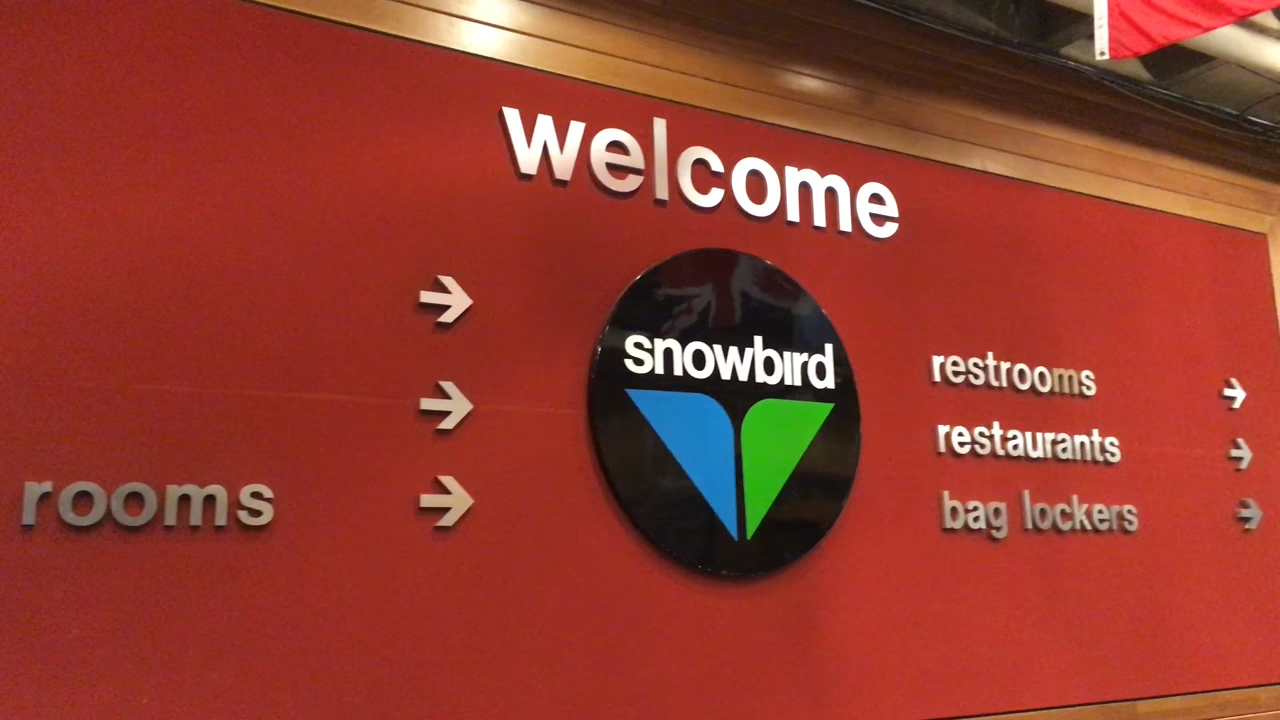 welcome
snowbird
restrooms
restaurants
rooms
bag lockers